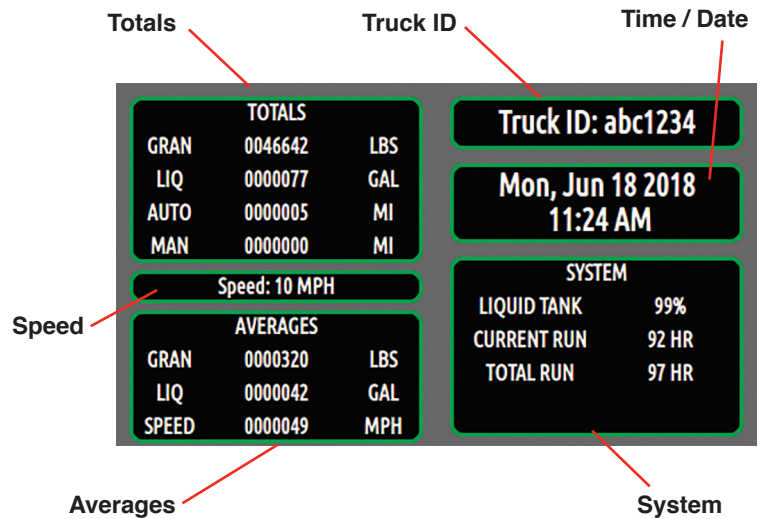 Totals
Truck ID
Time / Date
TOTALS
GRAN 0046642 LBS
LIQ 0000077 GAL
AUTO 0000005 MI
MAN 0000000 MI
Truck ID: abc1234
Mon, Jun 18 2018
11:24 AM
Speed: 10 MPH
Speed
AVERAGES
GRAN 0000320 LBS
LIQ 0000042 GAL
SPEED 0000049 MPH
SYSTEM
LIQUID TANK 99%
CURRENT RUN 92 HR
TOTAL RUN 97 HR
Averages
System